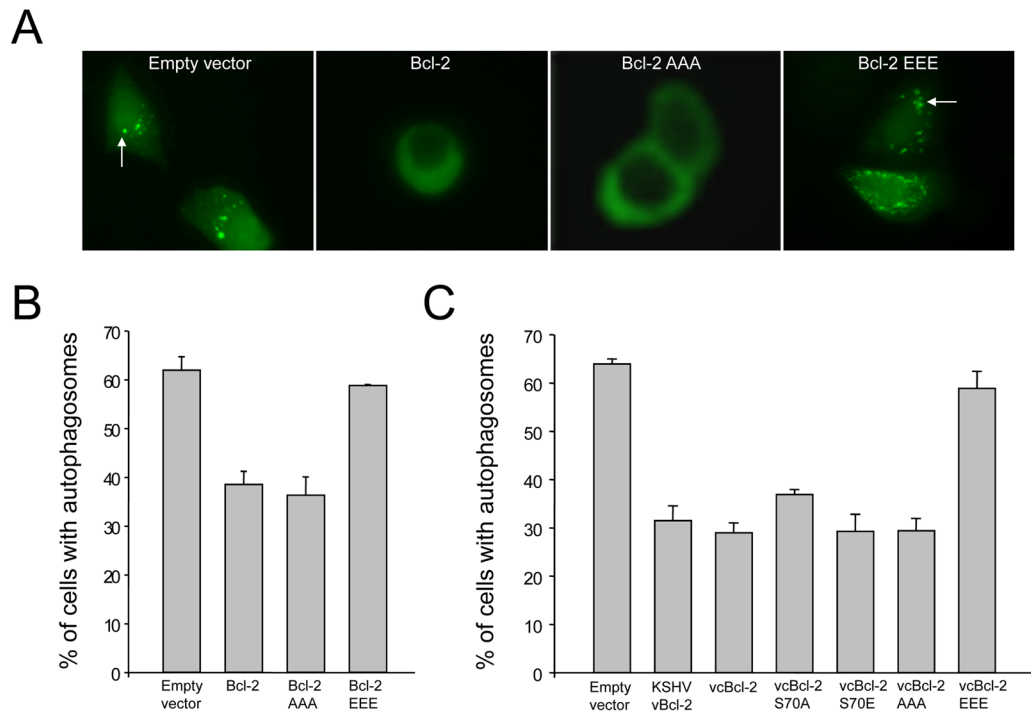 A
Empty vector
Bcl-2
Bcl-2 AAA
Bcl-2 EEE
B
% of cells with autophagosomes
70
60
50
40
30
20
10
0
Empty
vector
Bcl-2
Bcl-2
AAA
Bcl-2
EEE
C
% of cells with autophagosomes
70
60
50
40
30
20
10
0
Empty
vector
KSHV
vBcl-2
vcBcl-2
vcBcl-2
S70A
vcBcl-2
S70E
vcBcl-2
AAA
vcBcl-2
EEE